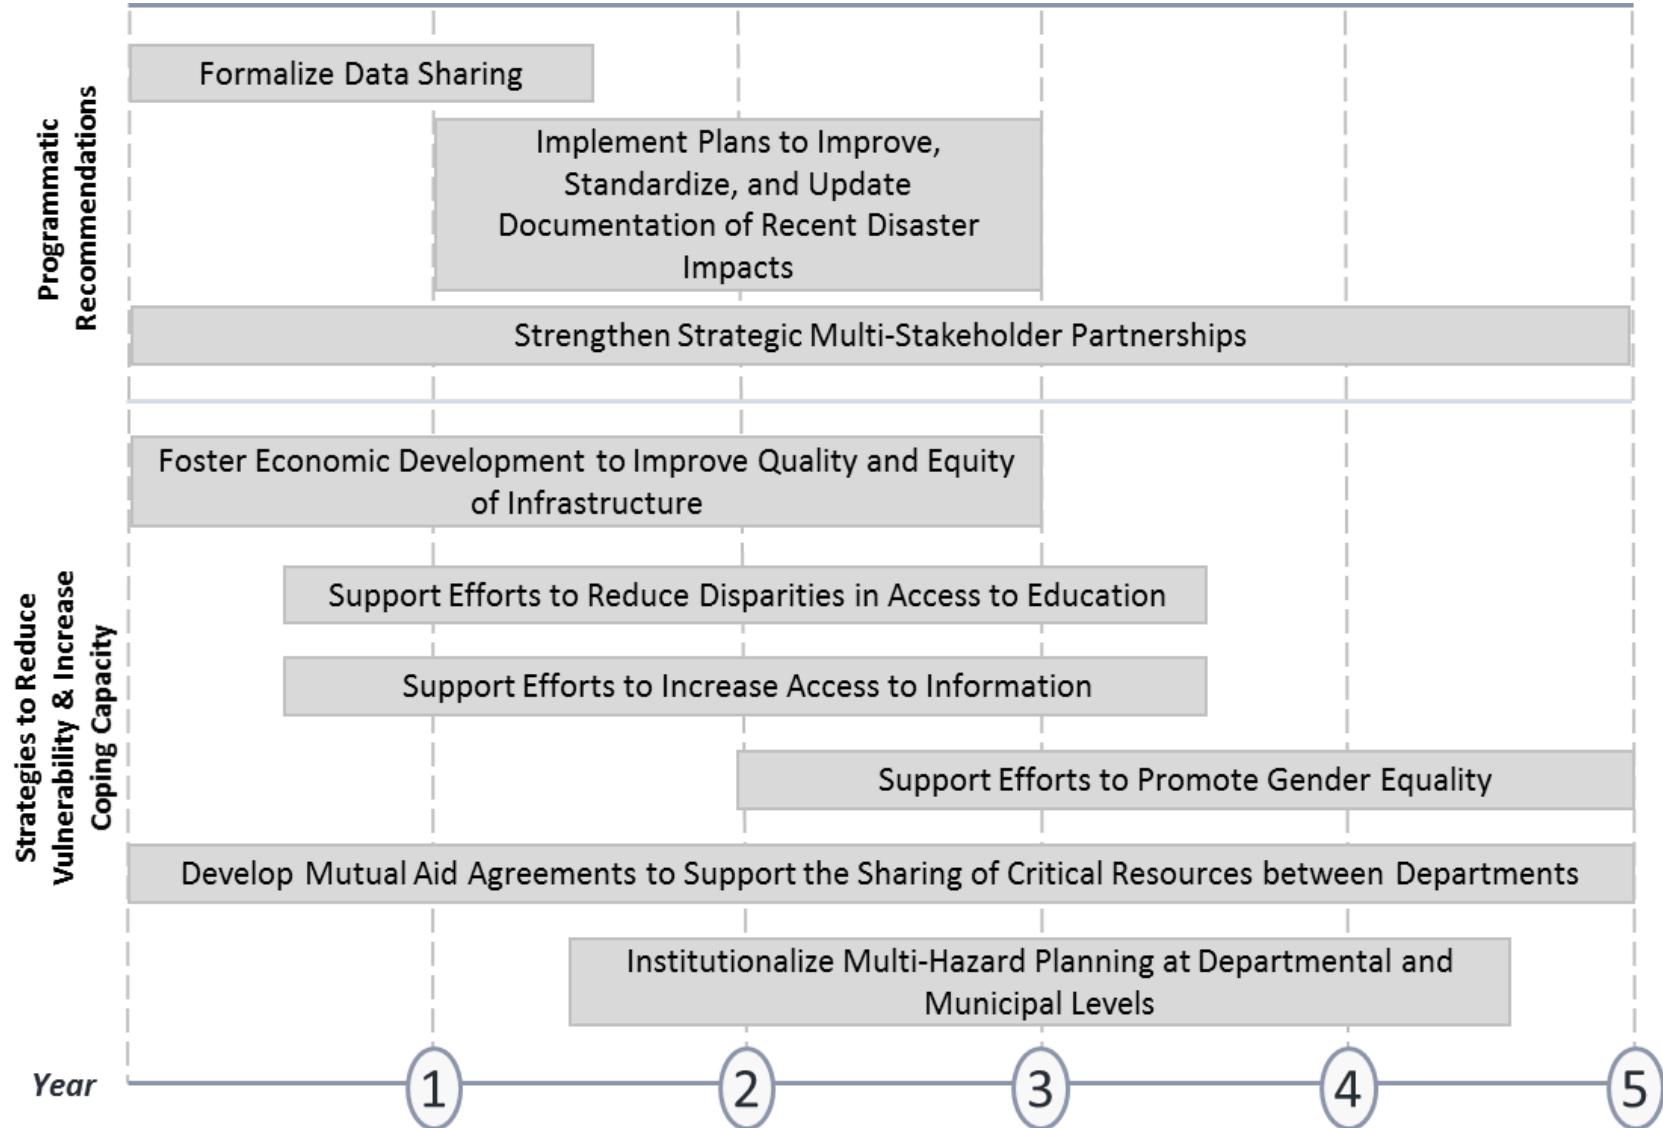 Programmatic
Recommendations
Formalize Data Sharing
Implement Plans to Improve,
Standardize, and Update
Documentation of Recent Disaster
Impacts
Strengthen Strategic Multi-Stakeholder Partnerships
Strategies to Reduce
Vulnerability & Increase
Coping Capacity
Foster Economic Development to Improve Quality and Equity
of Infrastructure
Support Efforts to Reduce Disparities in Access to Education
Support Efforts to Increase Access to Information
Support Efforts to Promote Gender Equality
Develop Mutual Aid Agreements to Support the Sharing of Critical Resources between Departments
Institutionalize Multi-Hazard Planning at Departmental and
Municipal Levels
Year 1 2 3 4 5